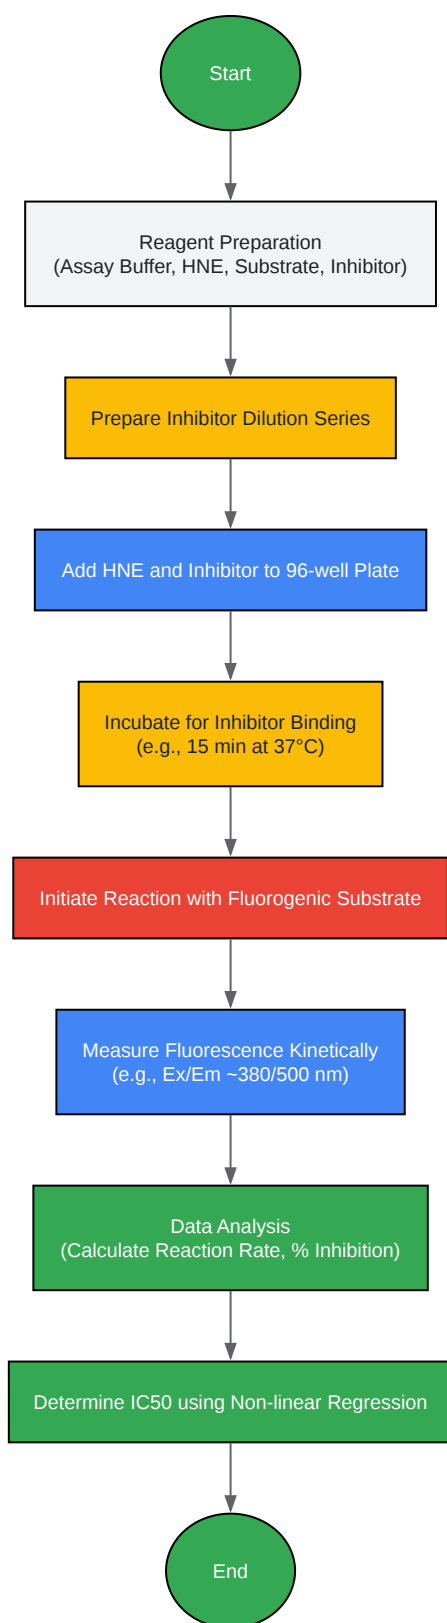 Start
Reagent Preparation
(Assay Buffer, HNE, Substrate, Inhibitor)
Prepare Inhibitor Dilution Series
Add HNE and Inhibitor to 96-well Plate
Incubate for Inhibitor Binding
(e.g., 15 min at 37°C)
Initiate Reaction with Fluorogenic Substrate
Measure Fluorescence Kinetically
(e.g., Ex/Em ~380/500 nm)
Data Analysis
(Calculate Reaction Rate, % Inhibition)
Determine IC50 using Non-linear Regression
End